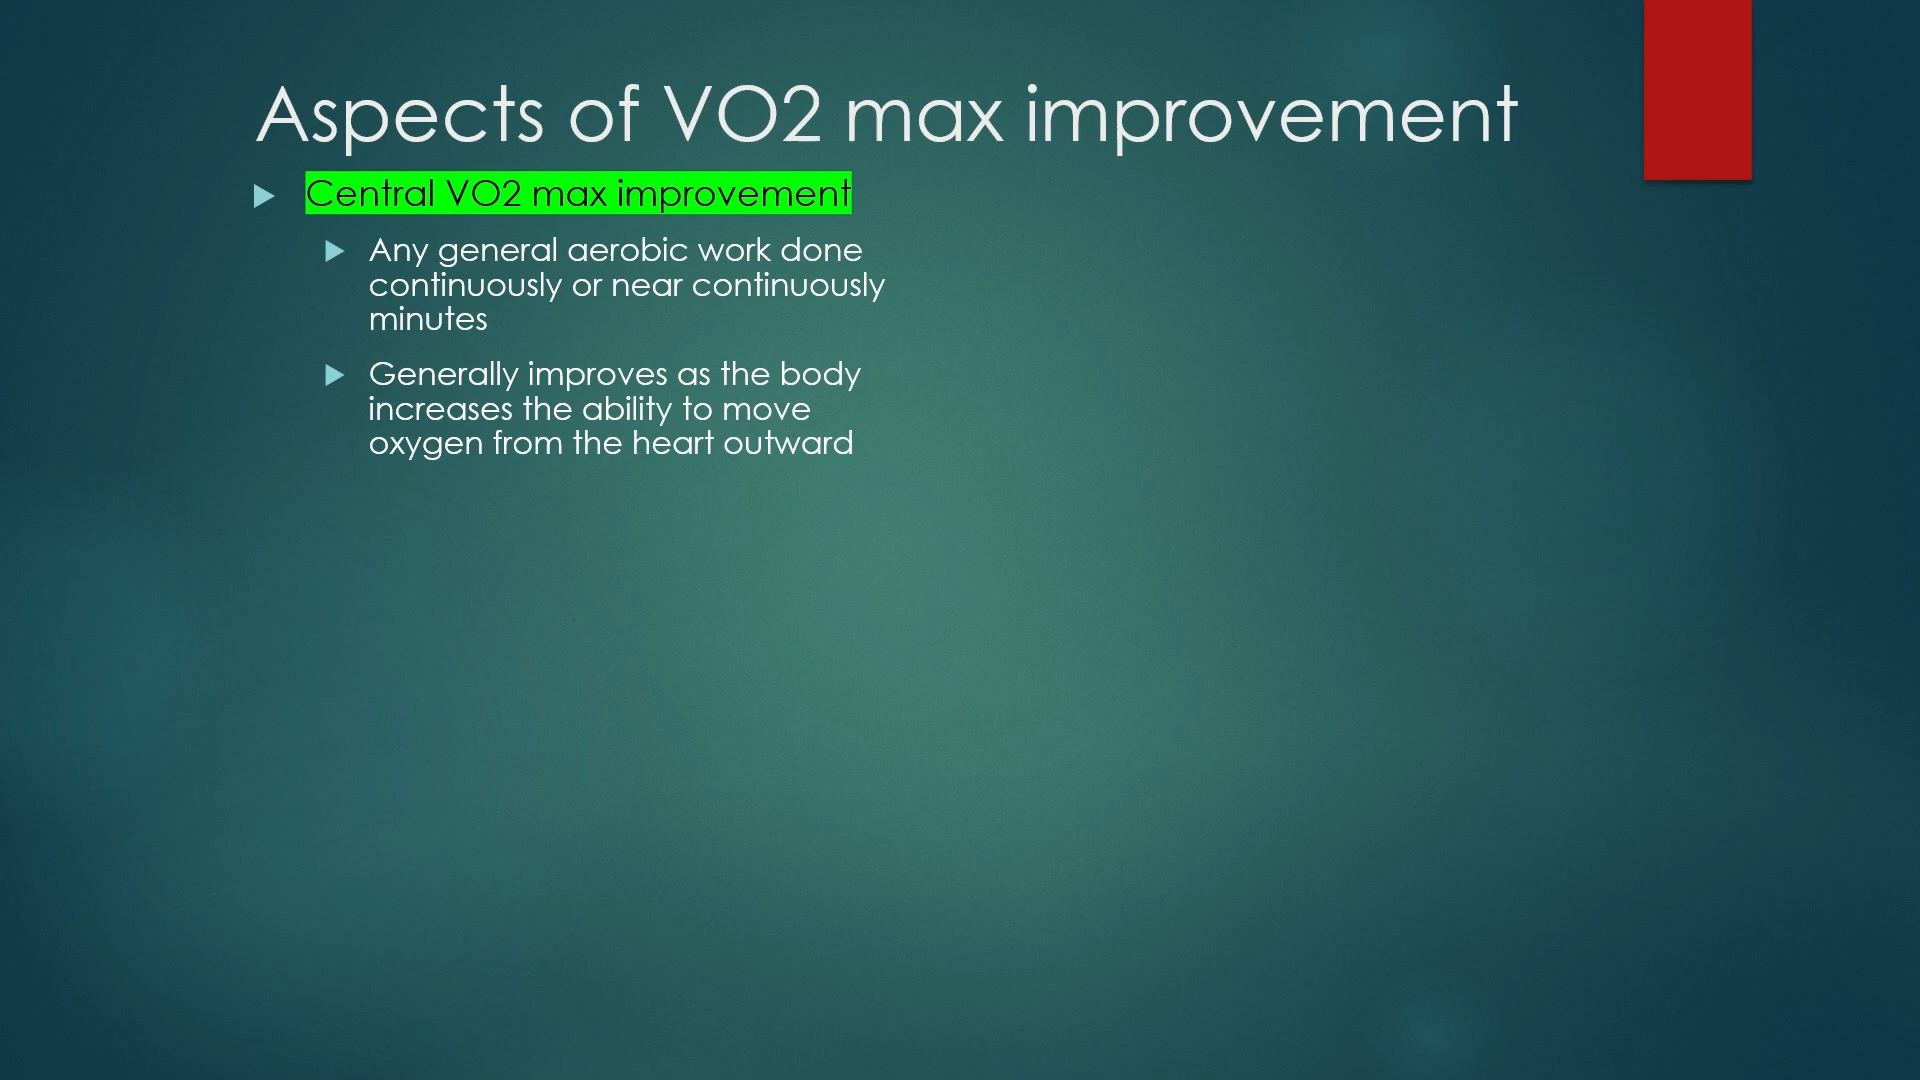 Aspects of VO2 max improvement
Central VO2 max improvement
Any general aerobic work done
continuously or near continuously
minutes
Generally improves as the body
increases the ability to move
oxygen from the heart outward